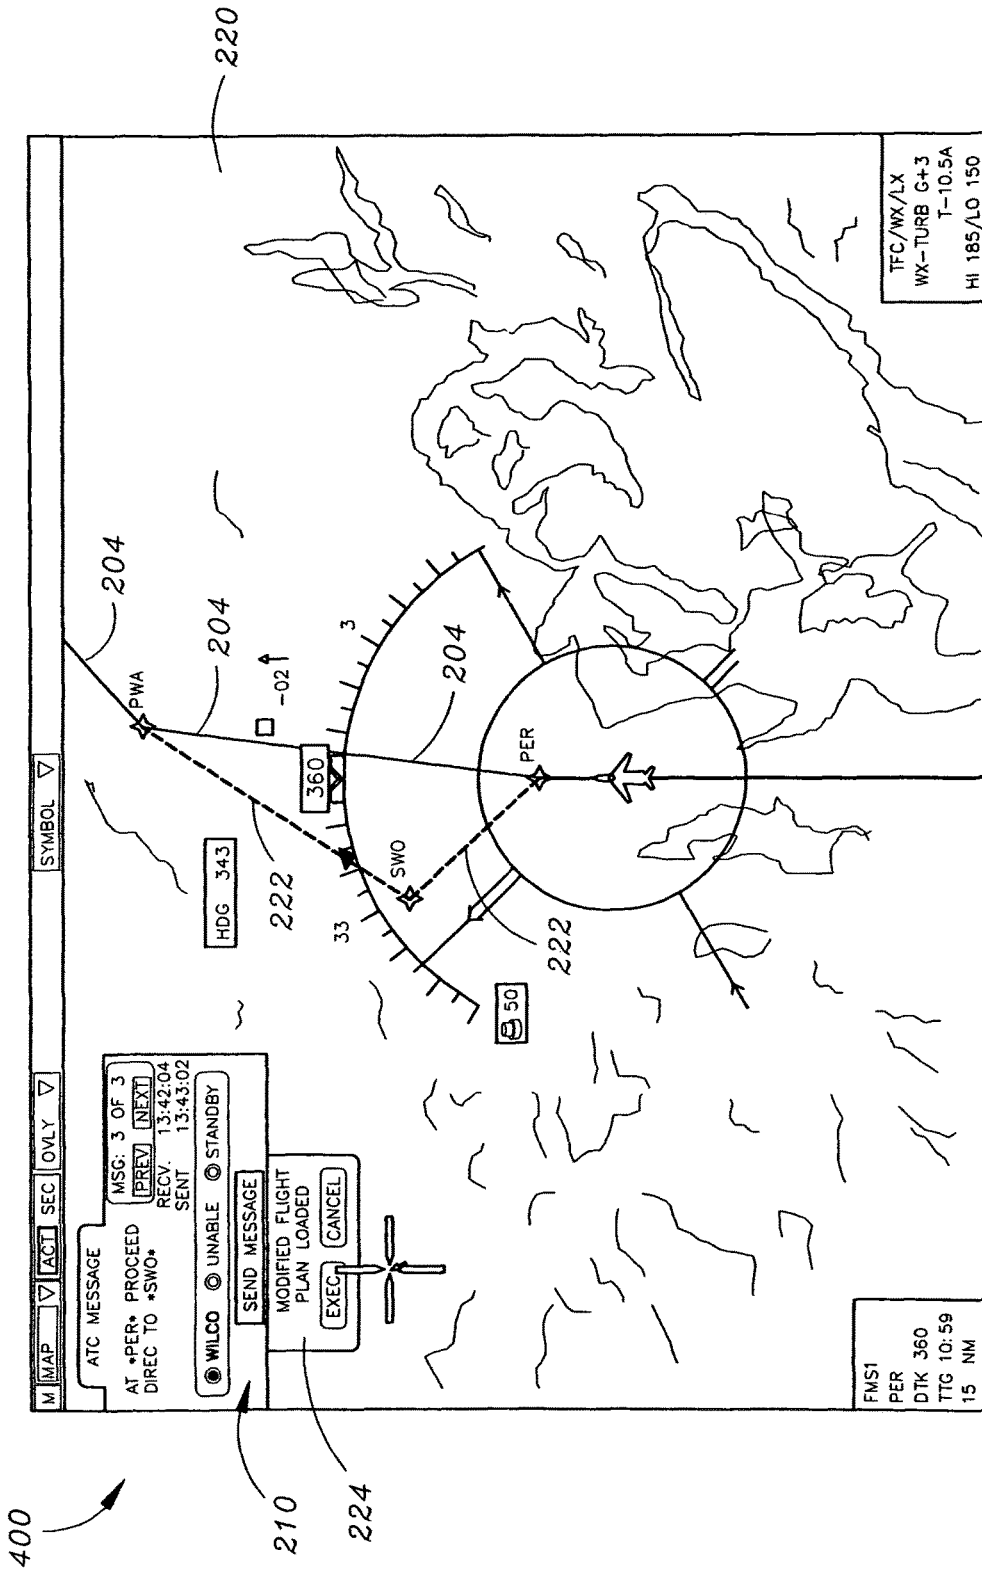 400
220
M MAP ▽ ACT SEC OVLY ▽ SYMBOL ▽
ATC MESSAGE
AT *PER* PROCEED
DIREC TO *SWO*
MSG: 3 OF 3
PREV NEXT
RECV. 13:42:04
SENT 13:43:02
WILCO UNABLE STANDBY
SEND MESSAGE
MODIFIED FLIGHT
PLAN LOADED
EXEC CANCEL
210
224
HDG 343
222
PWA
204
204
-02
360
33
3
SWO
204
PER
222
50
FMS1
PER
DTK 360
TTG 10:59
15 NM
TFC/WX/LX
WX-TURB G+3
T-10.5A
HI 185/LO 150